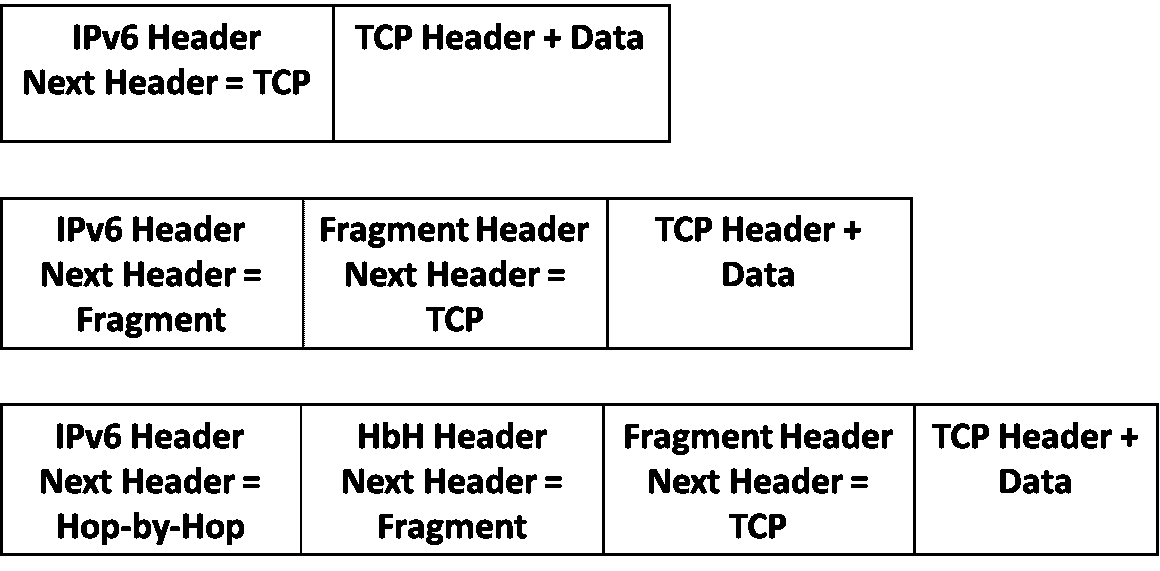 IPv6 Header
Next Header = TCP
TCP Header + Data
IPv6 Header
Next Header =
Fragment
Fragment Header
Next Header =
TCP
TCP Header +
Data
IPv6 Header
Next Header =
Hop-by-Hop
HbH Header
Next Header =
Fragment
Fragment Header
Next Header =
TCP
TCP Header +
Data